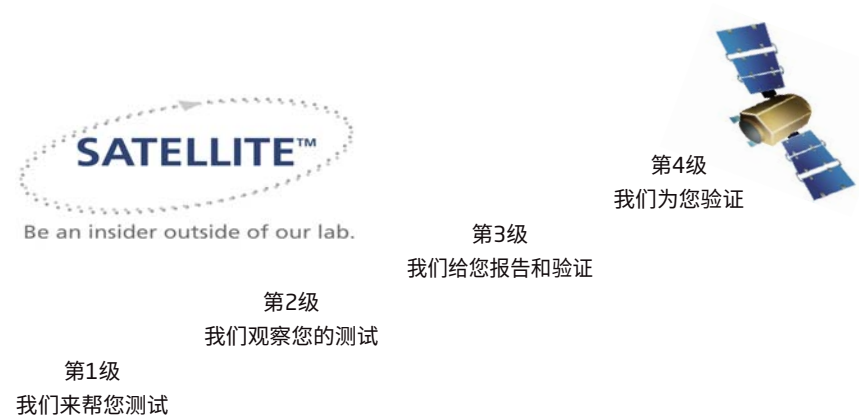 SATELLITE™
Be an insider outside of our lab.
第4级
我们为您验证
第3级
我们给您报告和验证
第2级
我们观察您的测试
第1级
我们来帮您测试